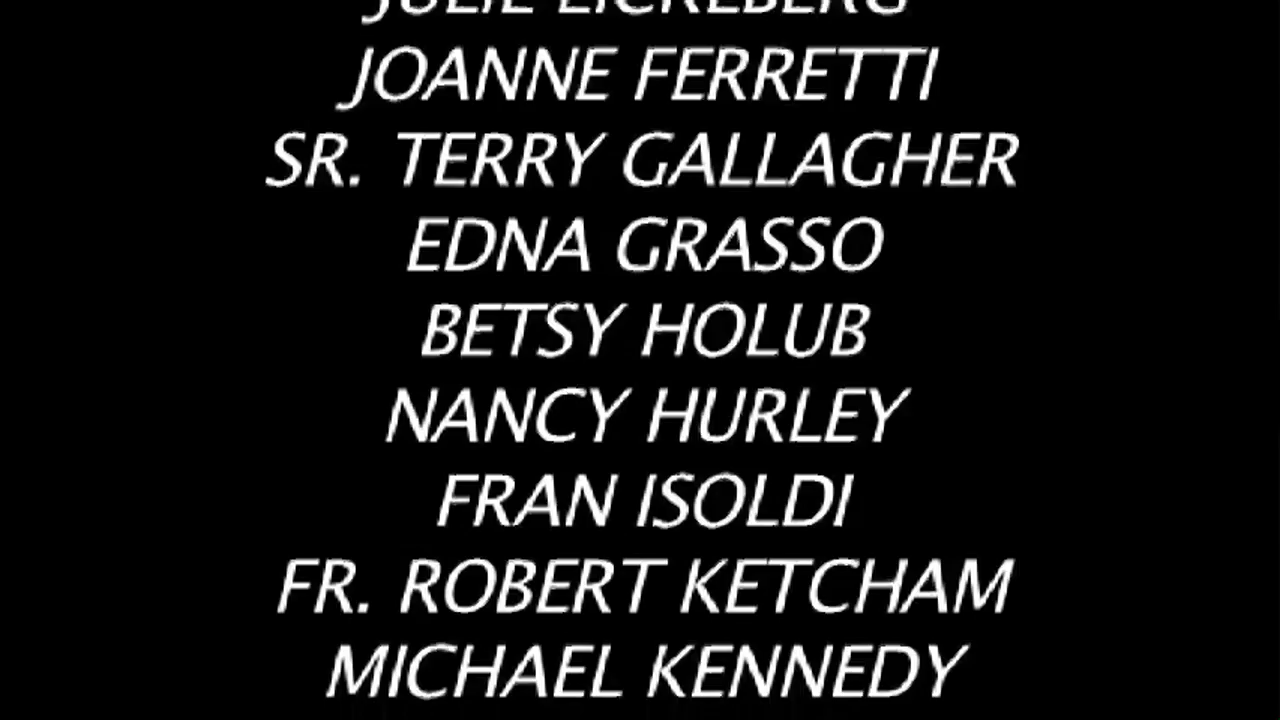 JULIE EICKLBERG
JOANNE FERRETTI
SR. TERRY GALLAGHER
EDNA GRASSO
BETSY HOLUB
NANCY HURLEY
FRAN ISOLDI
FR. ROBERT KETCHAM
MICHAEL KENNEDY